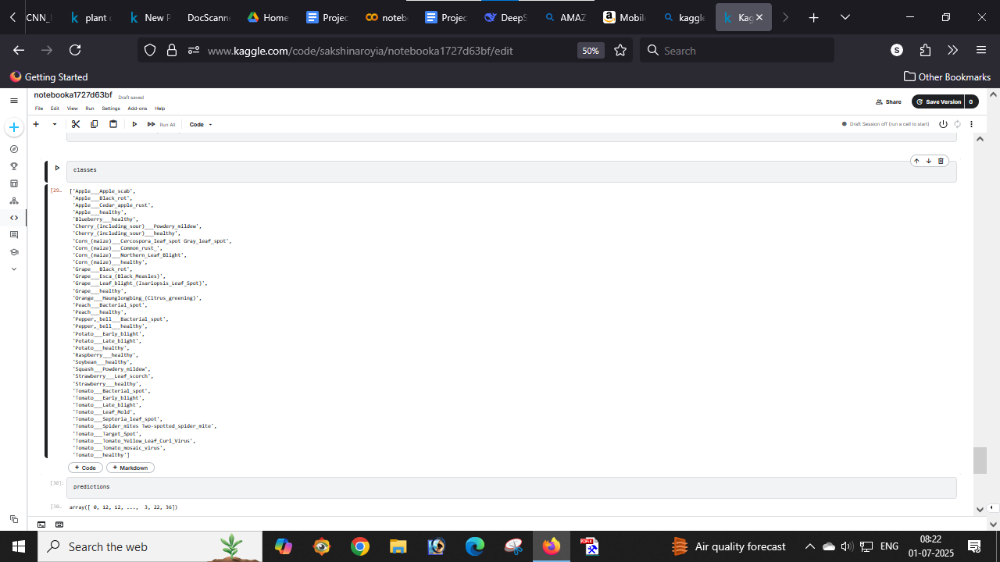 CNN_
plant
New P
DocScann
Home
Projec
noteb
Projec
DeepS
AMAZ
Mobil
kaggle
Kag
www.kaggle.com/code/sakshinaroyia/notebooka1727d63bf/edit
50%
Search
S
Getting Started
Other Bookmarks
notebooka1727d63bf
Draft saved
File Edit View Run Settings Add-ons Help
Share
Save Version 0
Run All
Code
Draft Session off (run a cell to start)
classes
[29…
['Apple___Apple_scab',
'Apple___Black_rot',
'Apple___Cedar_apple_rust',
'Apple___healthy',
'Blueberry___healthy',
'Cherry_(including_sour)___Powdery_mildew',
'Cherry_(including_sour)___healthy',
'Corn_(maize)___Cercospora_leaf_spot Gray_leaf_spot',
'Corn_(maize)___Common_rust_',
'Corn_(maize)___Northern_Leaf_Blight',
'Corn_(maize)___healthy',
'Grape___Black_rot',
'Grape___Esca_(Black_Measles)',
'Grape___Leaf_blight_(Isariopsis_Leaf_Spot)',
'Grape___healthy',
'Orange___Haunglongbing_(Citrus_greening)',
'Peach___Bacterial_spot',
'Peach___healthy',
'Pepper,_bell___Bacterial_spot',
'Pepper,_bell___healthy',
'Potato___Early_blight',
'Potato___Late_blight',
'Potato___healthy',
'Raspberry___healthy',
'Soybean___healthy',
'Squash___Powdery_mildew',
'Strawberry___Leaf_scorch',
'Strawberry___healthy',
'Tomato___Bacterial_spot',
'Tomato___Early_blight',
'Tomato___Late_blight',
'Tomato___Leaf_Mold',
'Tomato___Septoria_leaf_spot',
'Tomato___Spider_mites Two-spotted_spider_mite',
'Tomato___Target_Spot',
'Tomato___Tomato_Yellow_Leaf_Curl_Virus',
'Tomato___Tomato_mosaic_virus',
'Tomato___healthy']
+ Code
+ Markdown
[30]:
predictions
[30…
array([ 0, 12, 12, ..., 3, 22, 36])
Search the web
Air quality forecast
ENG
01-07-2025